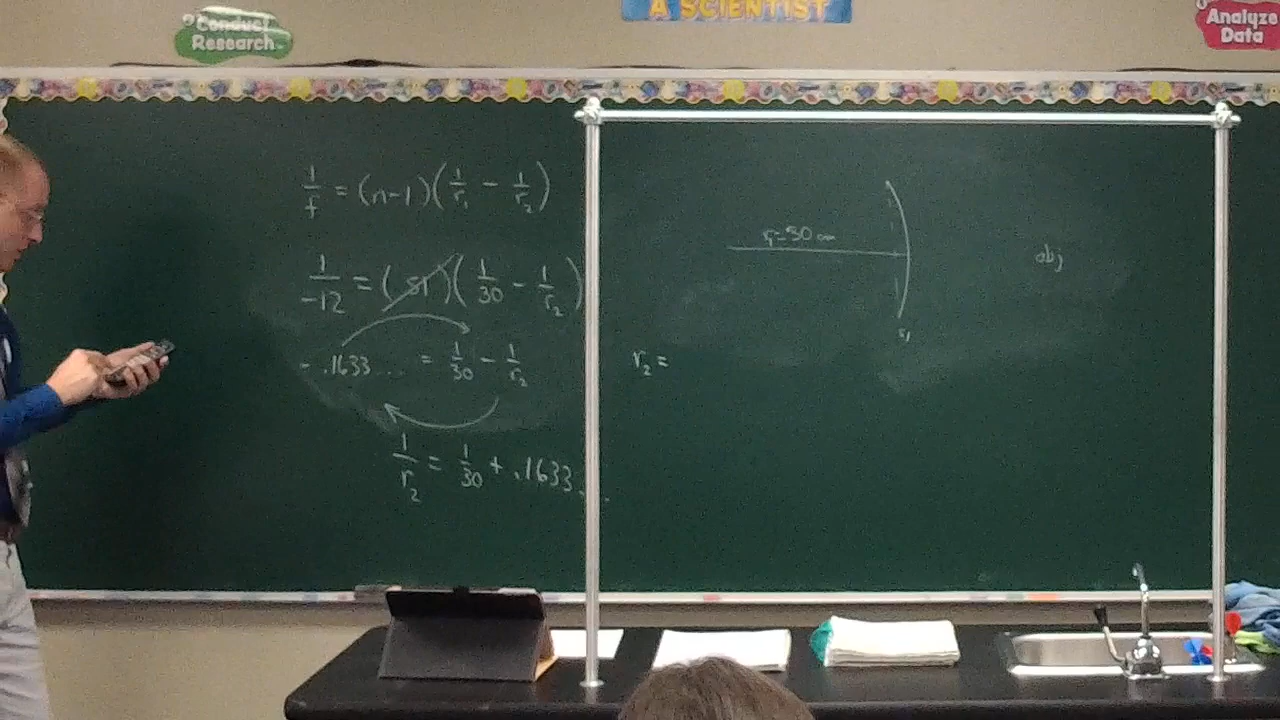 Conduct
Research
A SCIENTIST
Analyze
Data
1/f = (n-1)(1/r₁ - 1/r₂)
1/-12 = (.51)(1/30 - 1/r₂)
- .1633... = 1/30 - 1/r₂
1/r₂ = 1/30 + .1633...
r₂ =
r₁=30 cm
obj
r₁